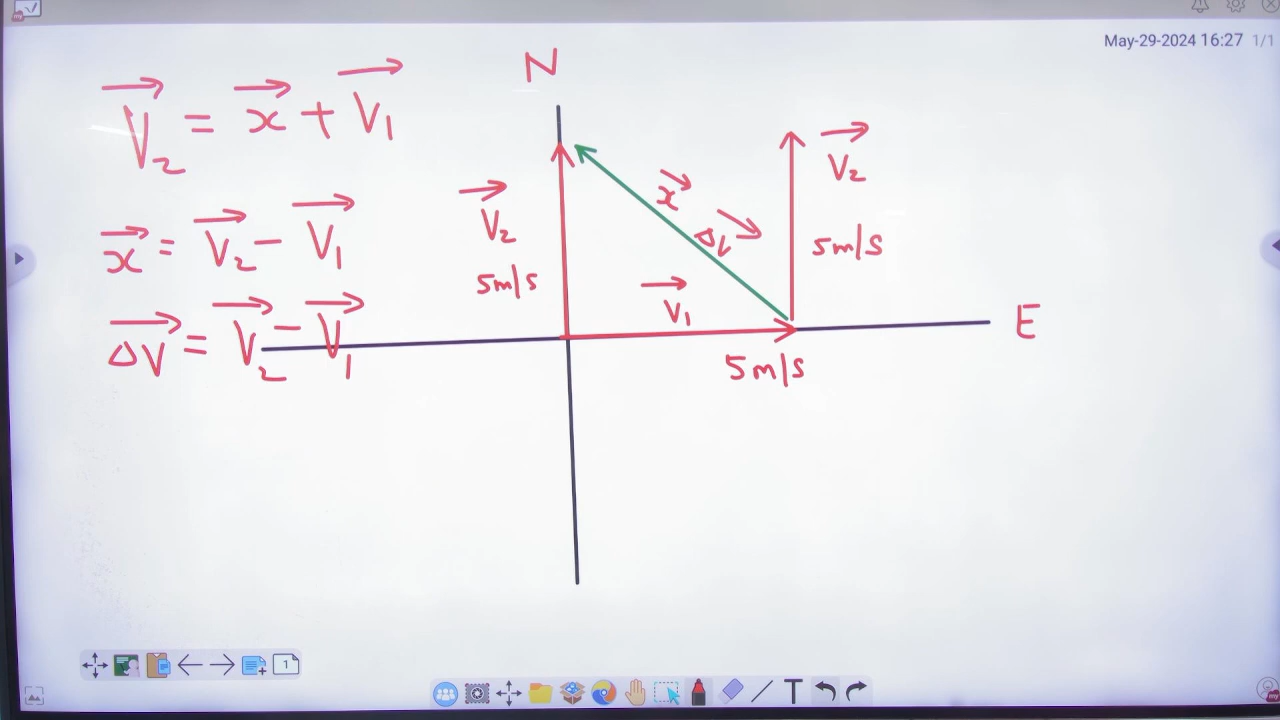 May-29-2024 16:27 1/1
N
V₂ = x + V₁
x = V₂ - V₁
ΔV = V₂ - V₁
V₂
5m/s
x
ΔV
V₁
5m/s
V₂
5m/s
E
1
T